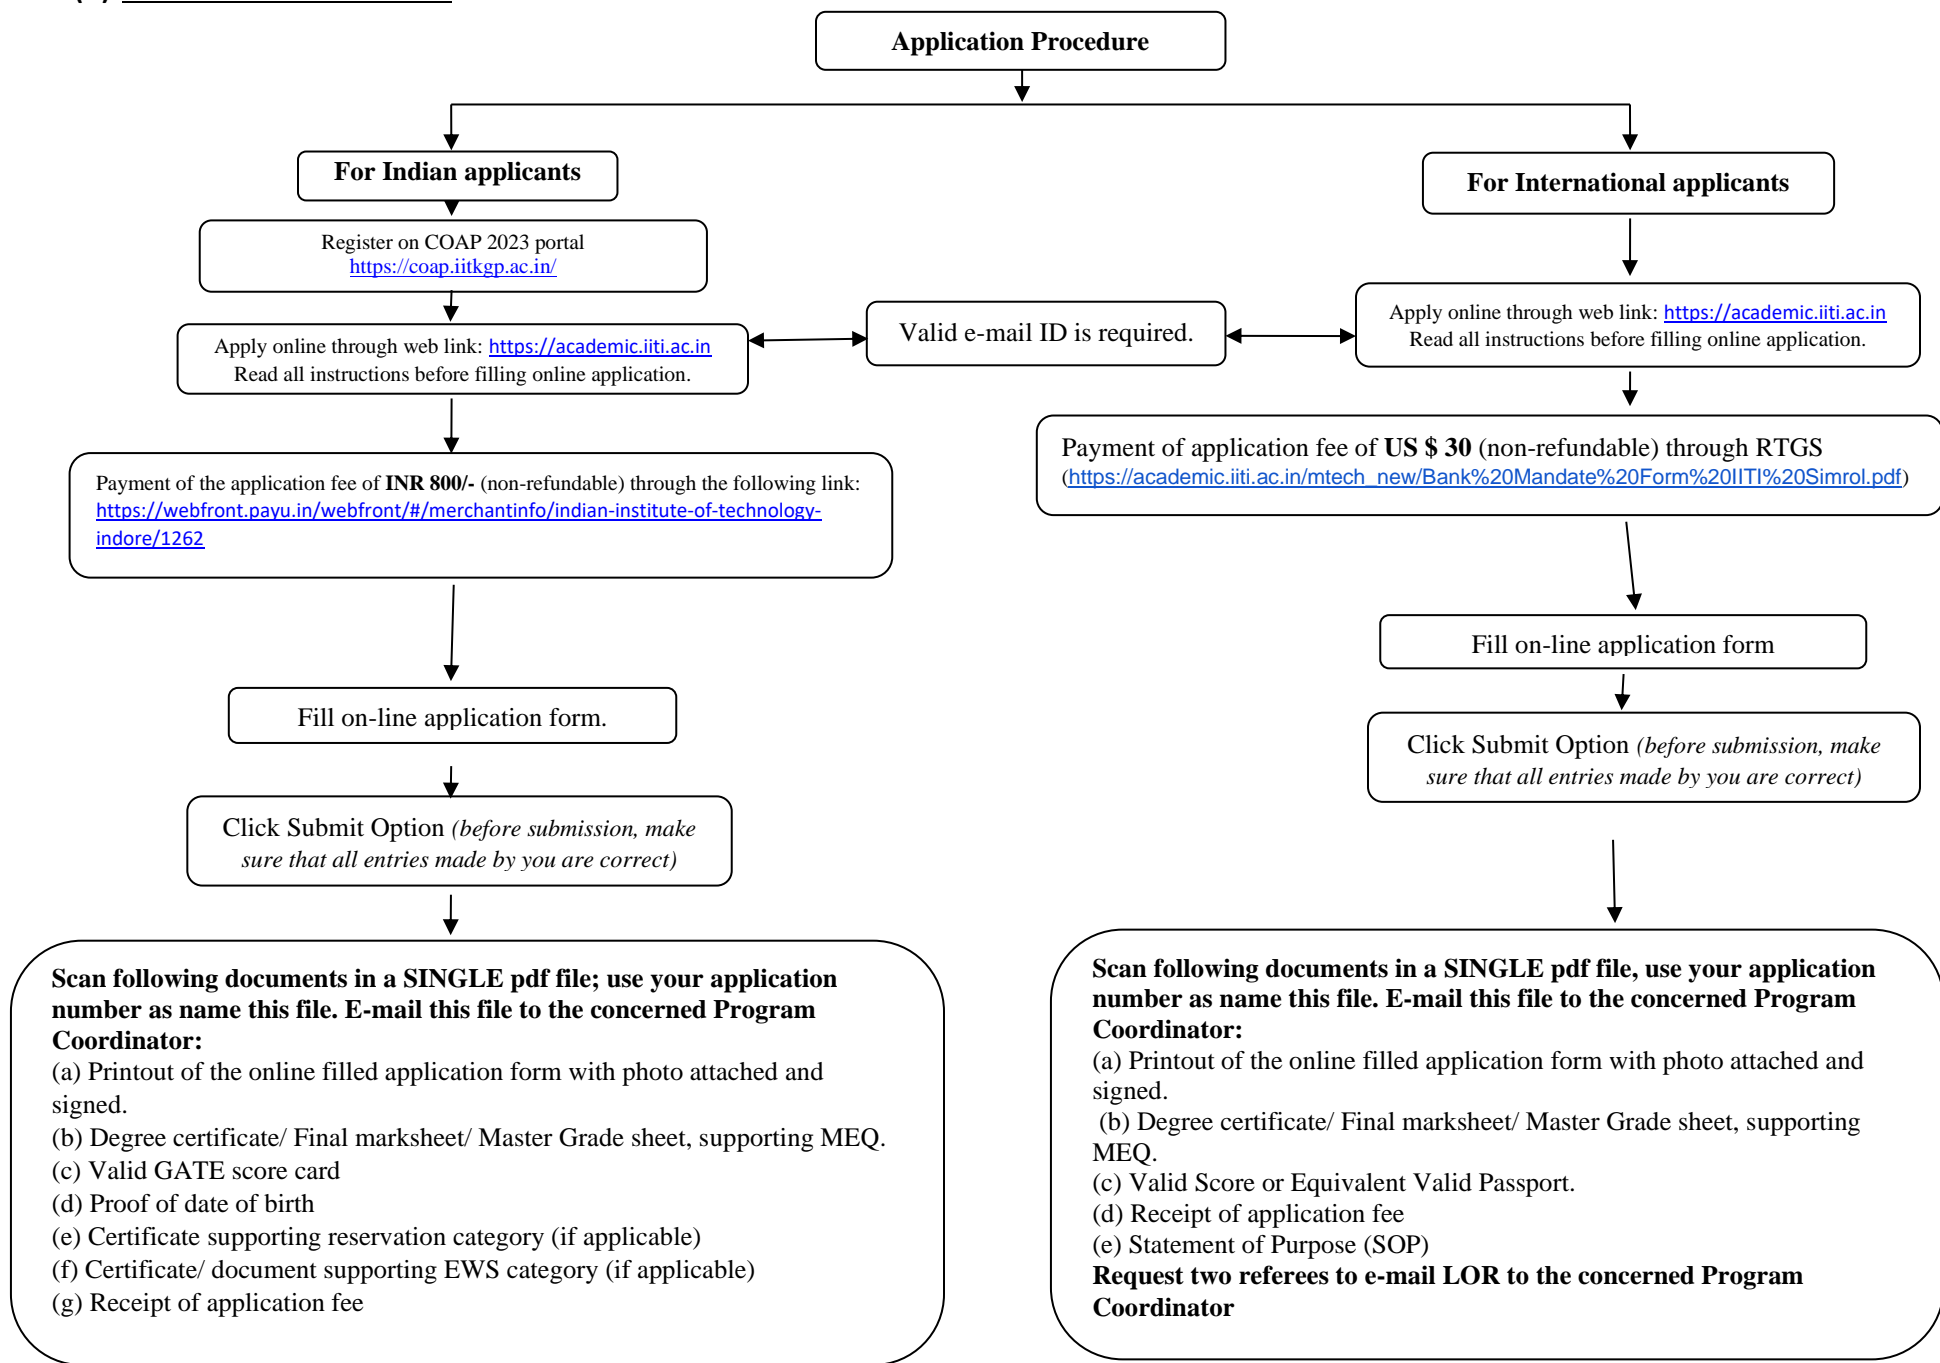 Application Procedure
For Indian applicants
Register on COAP 2023 portal
https://coap.iitkgp.ac.in/
Apply online through web link: https://academic.iiti.ac.in
Read all instructions before filling online application.
Valid e-mail ID is required.
Payment of the application fee of INR 800/- (non-refundable) through the following link:
https://webfront.payu.in/webfront/#/merchantinfo/indian-institute-of-technology-
indore/1262
Fill on-line application form.
Click Submit Option (before submission, make
sure that all entries made by you are correct)
Scan following documents in a SINGLE pdf file; use your application
number as name this file. E-mail this file to the concerned Program
Coordinator:
(a) Printout of the online filled application form with photo attached and
signed.
(b) Degree certificate/ Final marksheet/ Master Grade sheet, supporting MEQ.
(c) Valid GATE score card
(d) Proof of date of birth
(e) Certificate supporting reservation category (if applicable)
(f) Certificate/ document supporting EWS category (if applicable)
(g) Receipt of application fee
For International applicants
Apply online through web link: https://academic.iiti.ac.in
Read all instructions before filling online application.
Payment of application fee of US $ 30 (non-refundable) through RTGS
(https://academic.iiti.ac.in/mtech_new/Bank%20Mandate%20Form%20IITI%20Simrol.pdf)
Fill on-line application form
Click Submit Option (before submission, make
sure that all entries made by you are correct)
Scan following documents in a SINGLE pdf file, use your application
number as name this file. E-mail this file to the concerned Program
Coordinator:
(a) Printout of the online filled application form with photo attached and
signed.
(b) Degree certificate/ Final marksheet/ Master Grade sheet, supporting
MEQ.
(c) Valid Score or Equivalent Valid Passport.
(d) Receipt of application fee
(e) Statement of Purpose (SOP)
Request two referees to e-mail LOR to the concerned Program
Coordinator